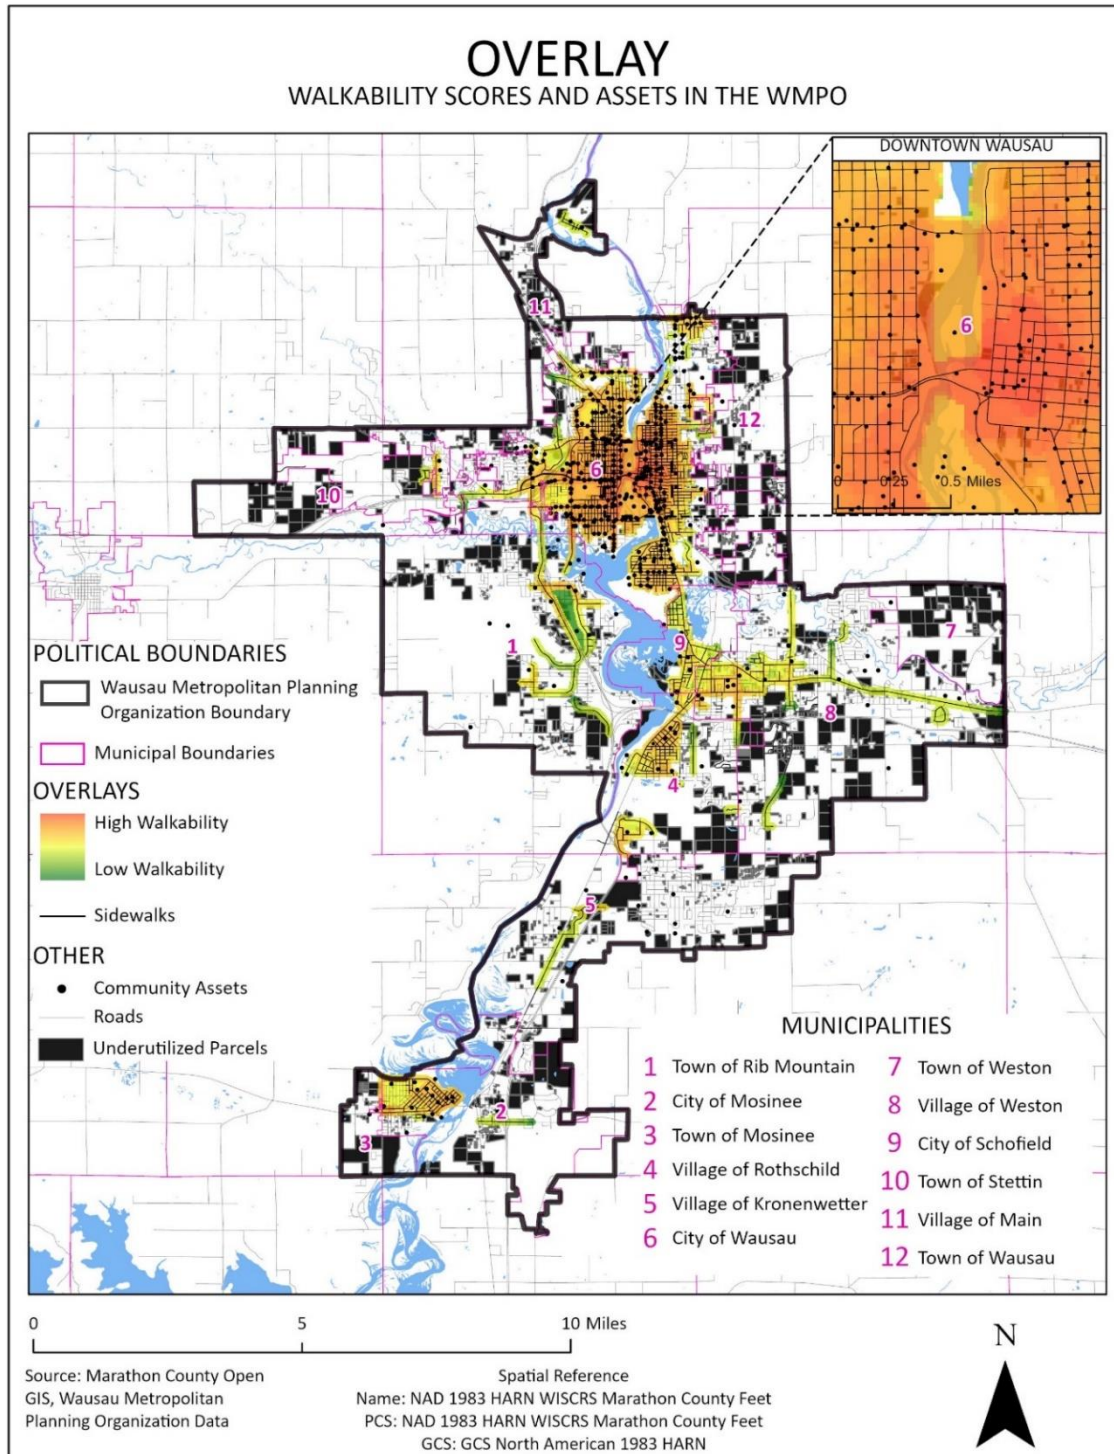 OVERLAY
WALKABILITY SCORES AND ASSETS IN THE WMPO
DOWNTOWN WAUSAU
6
0 0.25 0.5 Miles
11
12
6
10
1
9
7
8
4
5
2
3
POLITICAL BOUNDARIES
Wausau Metropolitan Planning
Organization Boundary
Municipal Boundaries
OVERLAYS
High Walkability
Low Walkability
Sidewalks
OTHER
Community Assets
Roads
Underutilized Parcels
MUNICIPALITIES
1 Town of Rib Mountain
2 City of Mosinee
3 Town of Mosinee
4 Village of Rothschild
5 Village of Kronenwetter
6 City of Wausau
7 Town of Weston
8 Village of Weston
9 City of Schofield
10 Town of Stettin
11 Village of Main
12 Town of Wausau
0 5 10 Miles
Source: Marathon County Open
GIS, Wausau Metropolitan
Planning Organization Data
Spatial Reference
Name: NAD 1983 HARN WISCRS Marathon County Feet
PCS: NAD 1983 HARN WISCRS Marathon County Feet
GCS: GCS North American 1983 HARN
N